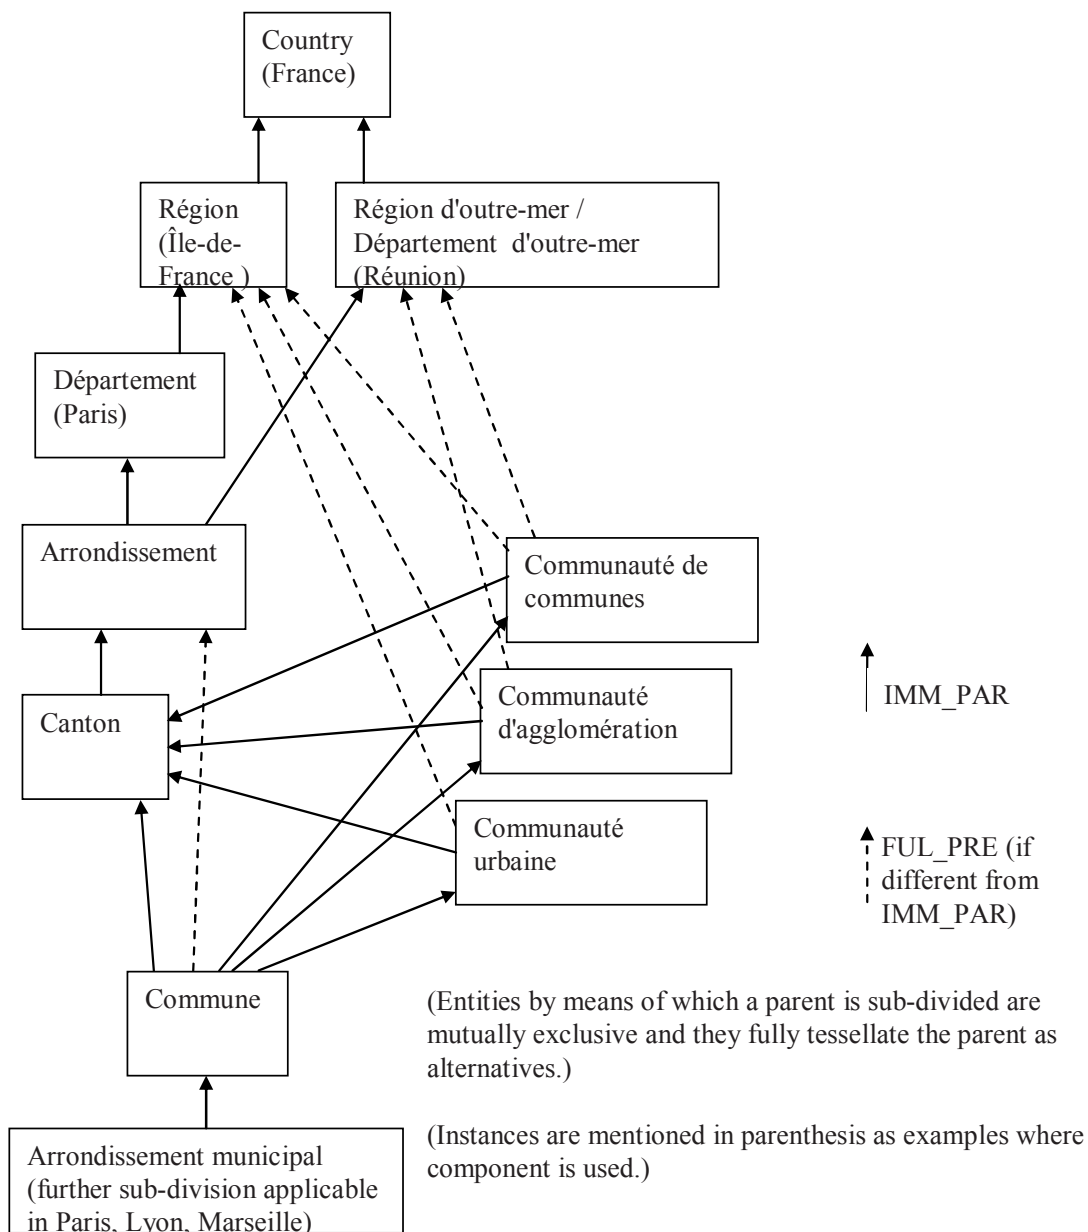 Country
(France)
Région
(Île-de-
France )
Région d'outre-mer /
Département d'outre-mer
(Réunion)
Département
(Paris)
Arrondissement
Communauté de
communes
Canton
Communauté
d'agglomération
IMM_PAR
Communauté
urbaine
FUL_PRE (if
different from
IMM_PAR)
Commune
(Entities by means of which a parent is sub-divided are
mutually exclusive and they fully tessellate the parent as
alternatives.)
(Instances are mentioned in parenthesis as examples where
component is used.)
Arrondissement municipal
(further sub-division applicable
in Paris, Lyon, Marseille)